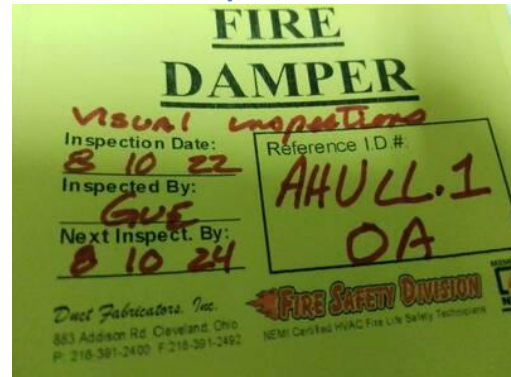 FIRE
DAMPER
VISUAL inspections
Inspection Date:
8 10 22
Inspected By:
GUE
Next Inspect. By:
8 10 24
Reference I.D.#.
AHU LL.1
OA
Duct Fabricators, Inc.
883 Addison Rd. Cleveland, Ohio
P: 216-391-2400 F: 216-391-2492
FIRE SAFETY DIVISION
NEMI Certified HVAC Fire Life Safety Technicians